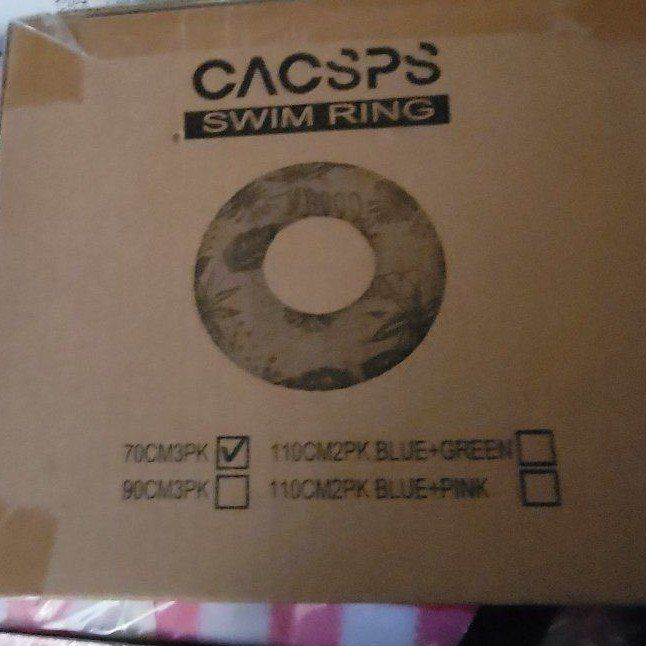 CACSPS
SWIM RING
70CM3PK 110CM2PK BLUE+GREEN
90CM3PK 110CM2PK BLUE+PINK